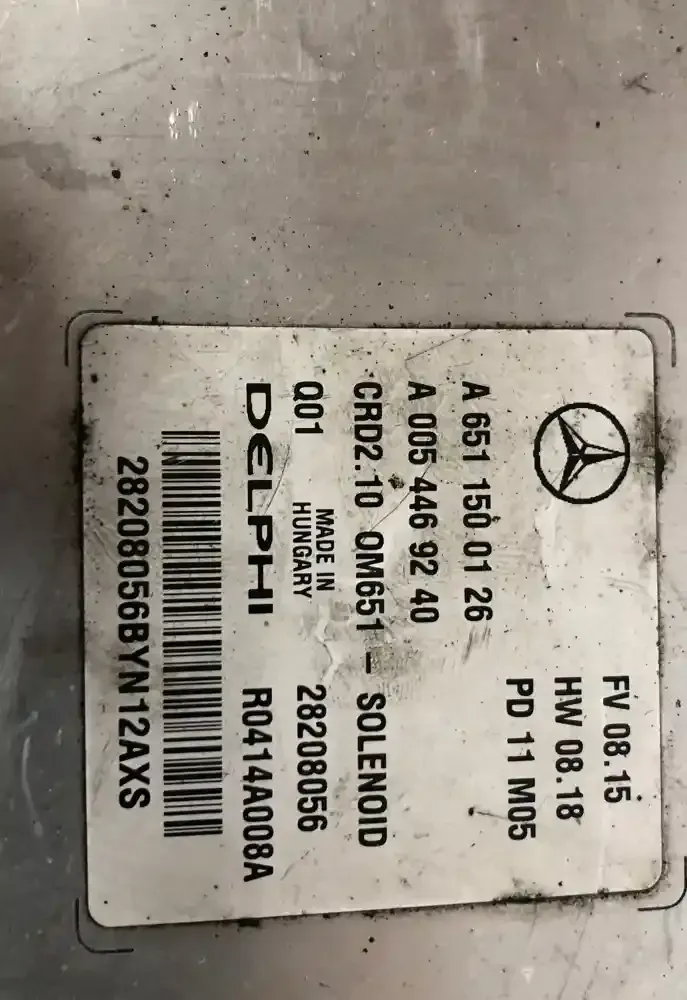 FV 08.15
HW 08.18
PD 11 M05
A 651 150 01 26
A 005 446 92 40
CRD2.10 OM651 - SOLENOID
Q01 MADE IN HUNGARY 28208056
DELPHI R0414A008A
28208056BYN12AXS